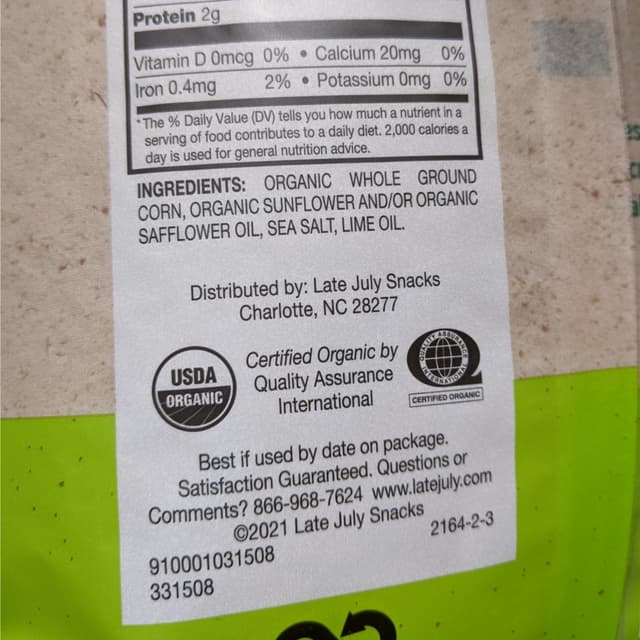 Protein 2g
Vitamin D 0mcg 0% • Calcium 20mg 0%
Iron 0.4mg 2% • Potassium 0mg 0%
*The % Daily Value (DV) tells you how much a nutrient in a
serving of food contributes to a daily diet. 2,000 calories a
day is used for general nutrition advice.
INGREDIENTS: ORGANIC WHOLE GROUND
CORN, ORGANIC SUNFLOWER AND/OR ORGANIC
SAFFLOWER OIL, SEA SALT, LIME OIL.
Distributed by: Late July Snacks
Charlotte, NC 28277
USDA
ORGANIC
Certified Organic by
Quality Assurance
International
QUALITY ASSURANCE
INTERNATIONAL
CERTIFIED ORGANIC
Best if used by date on package.
Satisfaction Guaranteed. Questions or
Comments? 866-968-7624 www.latejuly.com
©2021 Late July Snacks
2164-2-3
910001031508
331508